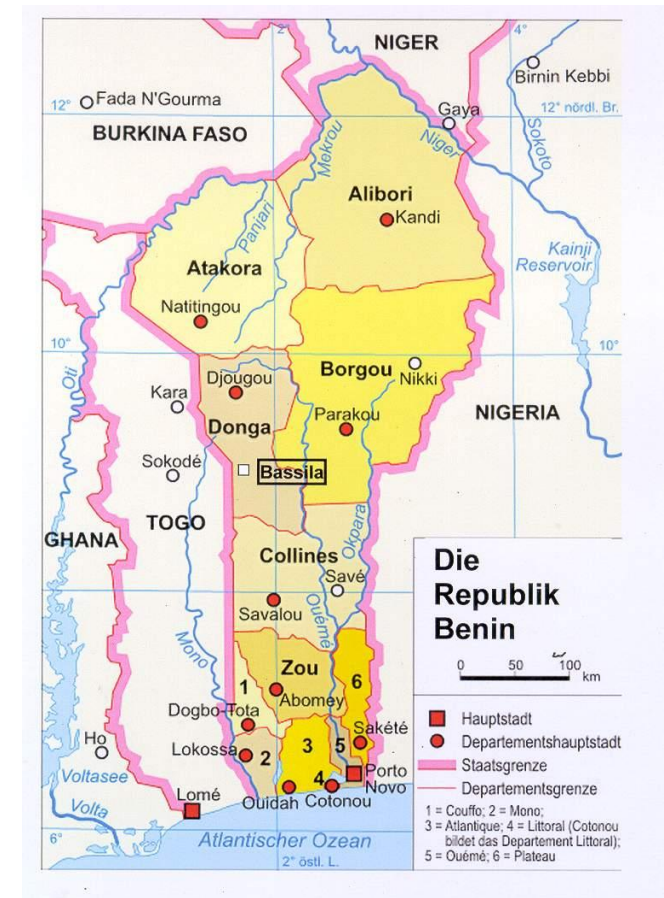 2°
4°
NIGER
Birnin Kebbi
Fada N'Gourma
12°
12° nördl. Br.
Gaya
BURKINA FASO
Mekrou
Niger
Sokoto
Alibori
Kandi
Panjari
Kainji
Reservoir
Atakora
Natitingou
10°
10°
Borgou
Nikki
Oti
Djougou
Kara
Parakou
NIGERIA
Donga
Sokodé
Bassila
TOGO
Okpara
GHANA
Collines
Savé
Savalou
Ouémé
Mono
Zou
1
6
Abomey
Dogbo-Tota
Sakété
Ho
Lokossa
2
3
5
Voltasee
4
Porto
Novo
Lomé
Ouidah
Cotonou
Volta
6°
Atlantischer Ozean
2° östl. L.
Die
Republik
Benin
0 50 100
km
Hauptstadt
Departementshauptstadt
Staatsgrenze
Departementsgrenze
1 = Couffo; 2 = Mono;
3 = Atlantique; 4 = Littoral (Cotonou
bildet das Departement Littoral);
5 = Ouémé; 6 = Plateau